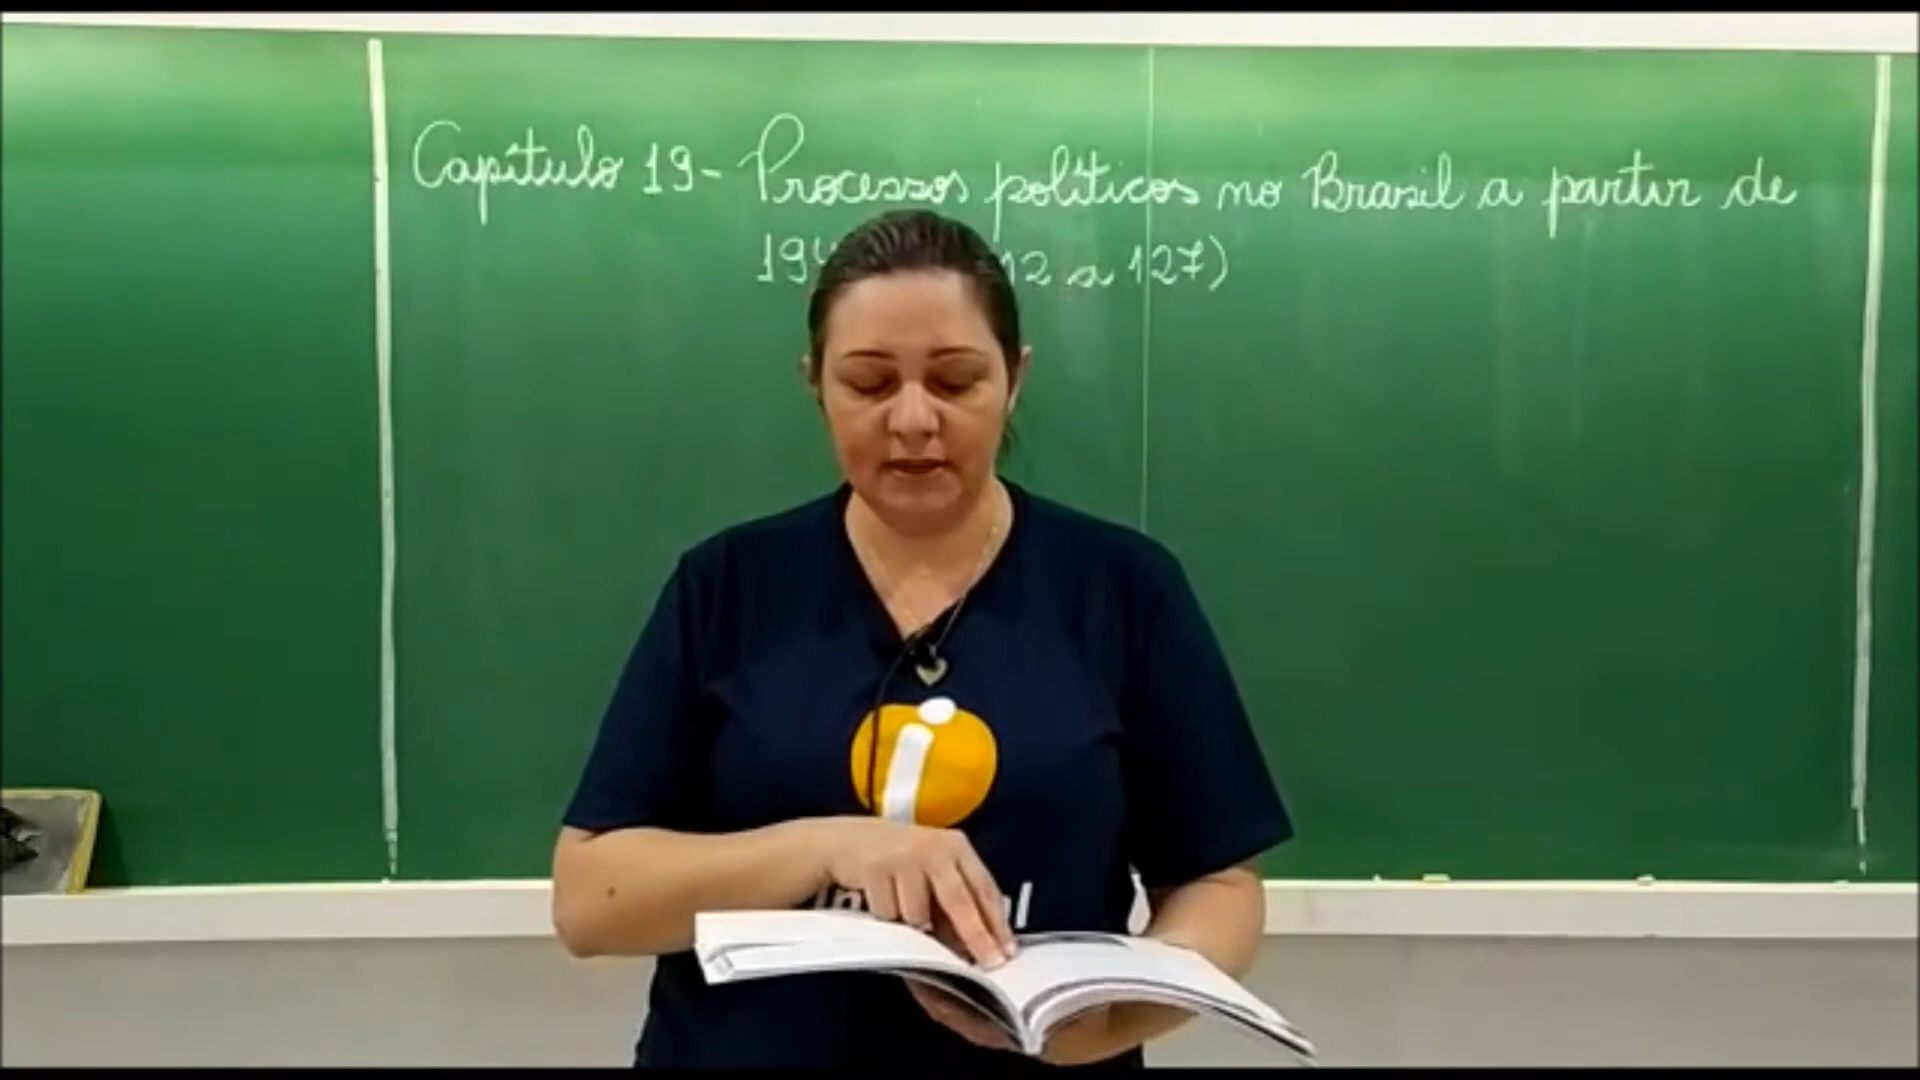 Capítulo 19 - Processos políticos no Brasil a partir de
12 a 127)
i